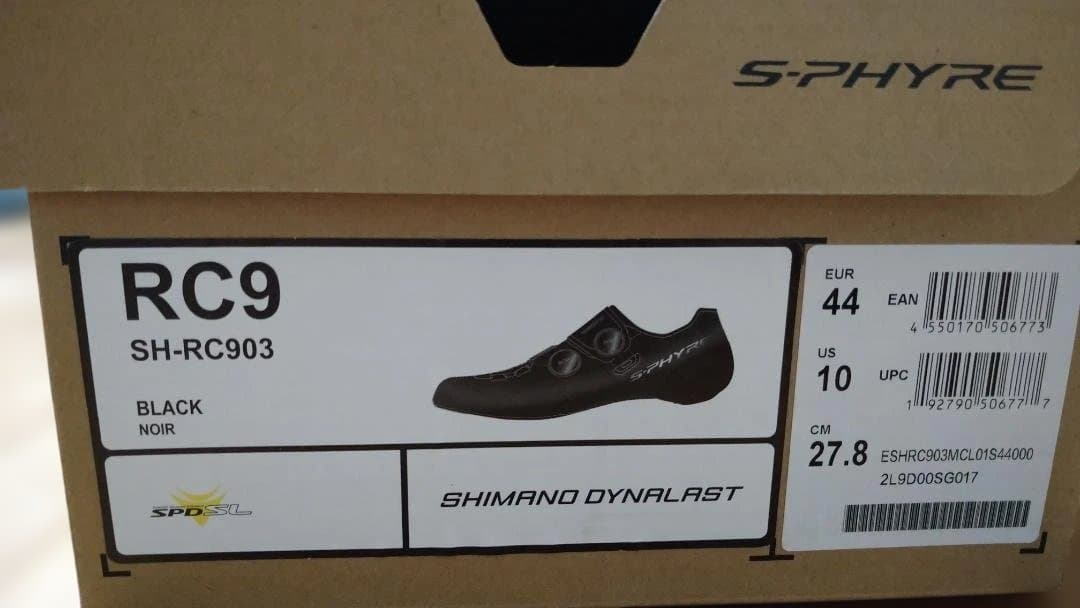 S-PHYRE
RC9
SH-RC903
BLACK
NOIR
S-PHYRE
SPD-SL
SHIMANO DYNALAST
EUR
44
EAN
4 550170 506773
US
10
UPC
1 92790 50677 7
CM
27.8
ESHRC903MCL01S44000
2L9D00SG017